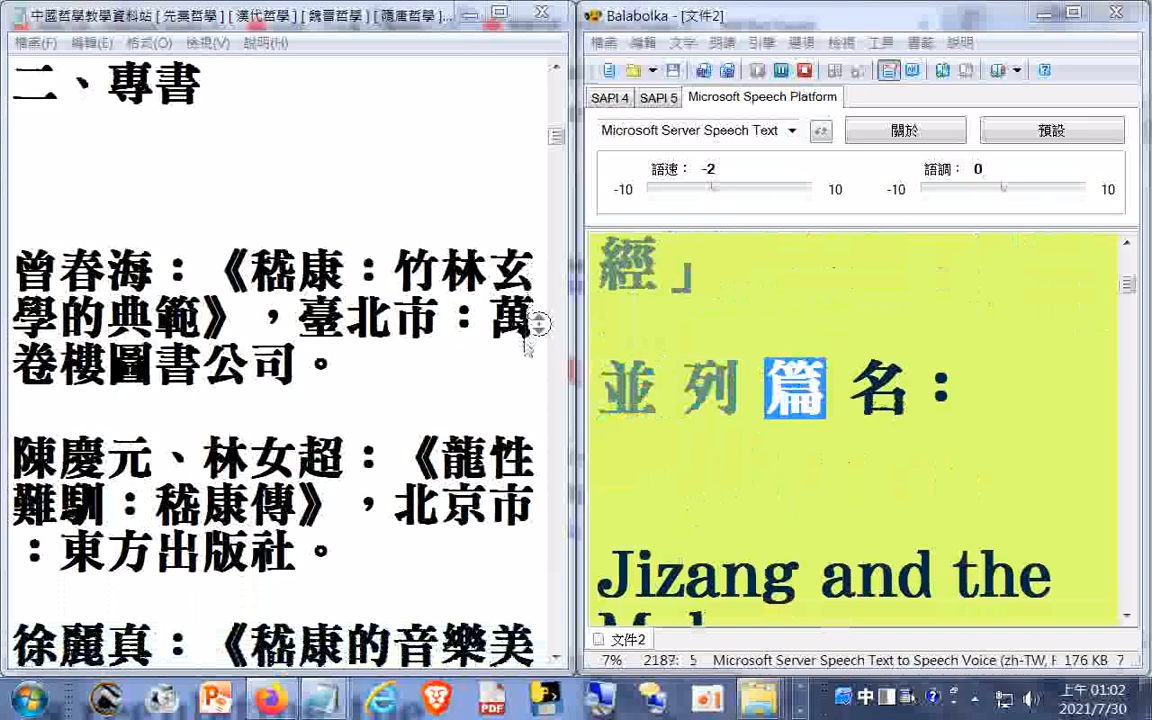 中國哲學教學資料站 [ 先秦哲學 ] [ 漢代哲學 ] [ 魏晉哲學 ] [ 隋唐哲學 ]...
檔案(F) 編輯(E) 格式(O) 檢視(V) 說明(H)
二、專書
曾春海：《嵇康：竹林玄
學的典範》，臺北市：萬
卷樓圖書公司。
陳慶元、林女超：《龍性
難馴：嵇康傳》，北京市
：東方出版社。
徐麗真：《嵇康的音樂美
Balabolka - [文件2]
檔案 編輯 文字 閱讀 引擎 選項 檢視 工具 書籤 說明
SAPI 4 SAPI 5 Microsoft Speech Platform
Microsoft Server Speech Text 關於 預設
語速： -2 語調： 0
-10 10 -10 10
經」
並列篇名：
Jizang and the
文件2
7% 2187: 5 Microsoft Server Speech Text to Speech Voice (zh-TW, 176 KB 7
中
上午 01:02
2021/7/30